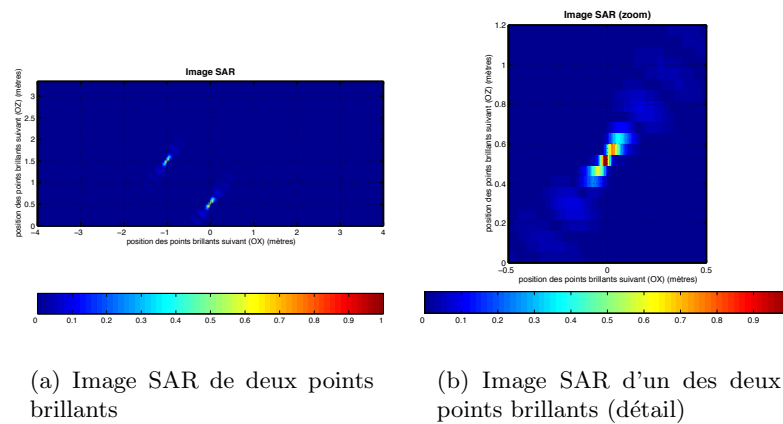 Image SAR
position des points brillants suivant (OZ) (mètres)
3
2.5
2
1.5
1
0.5
0
−4 −3 −2 −1 0 1 2 3 4
position des points brillants suivant (OX) (mètres)
0 0.1 0.2 0.3 0.4 0.5 0.6 0.7 0.8 0.9 1
(a) Image SAR de deux points
brillants
Image SAR (zoom)
position des points brillants suivant (OZ) (mètres)
1.2
1
0.8
0.6
0.4
0.2
0
−0.5 0 0.5
position des points brillants suivant (OX) (mètres)
0 0.1 0.2 0.3 0.4 0.5 0.6 0.7 0.8 0.9
(b) Image SAR d'un des deux
points brillants (détail)